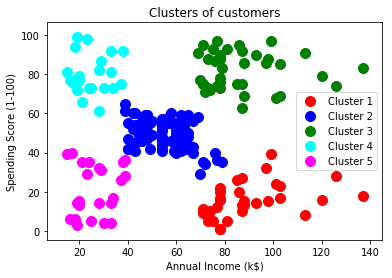 Clusters of customers
100
80
60
40
20
0
Spending Score (1-100)
Cluster 1
Cluster 2
Cluster 3
Cluster 4
Cluster 5
20 40 60 80 100 120 140
Annual Income (k$)